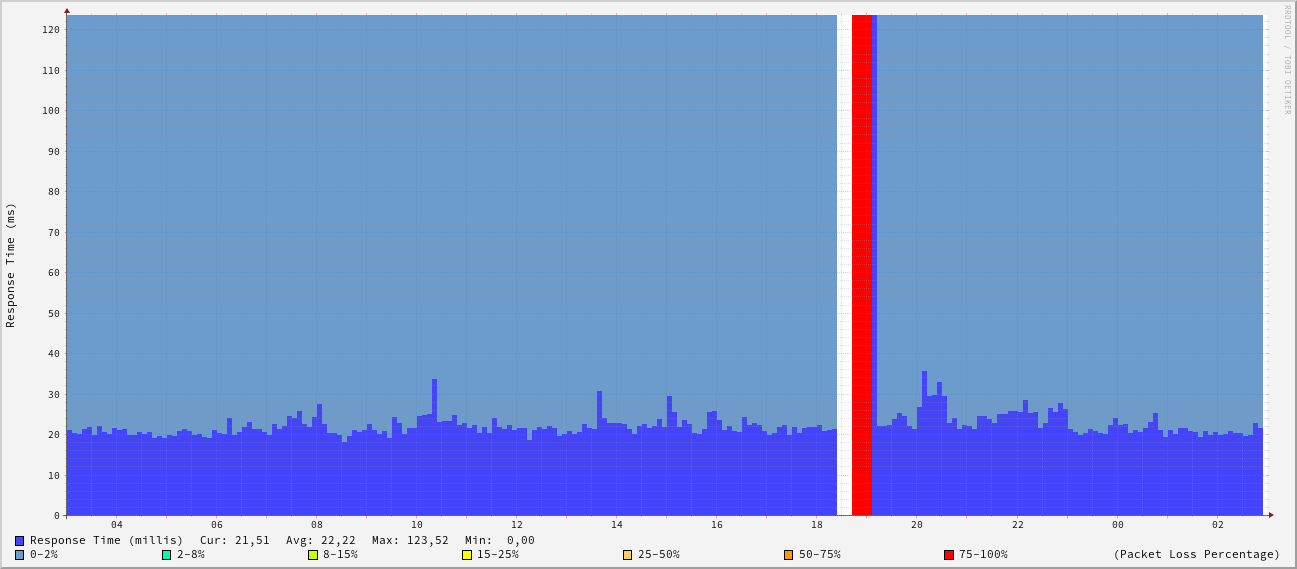 RRDTOOL / TOBI OETIKER
Response Time (ms)
120
110
100
90
80
70
60
50
40
30
20
10
0
04 06 08 10 12 14 16 18 20 22 00 02
Response Time (millis) Cur: 21,51 Avg: 22,22 Max: 123,52 Min: 0,00
0-2% 2-8% 8-15% 15-25% 25-50% 50-75% 75-100% (Packet Loss Percentage)